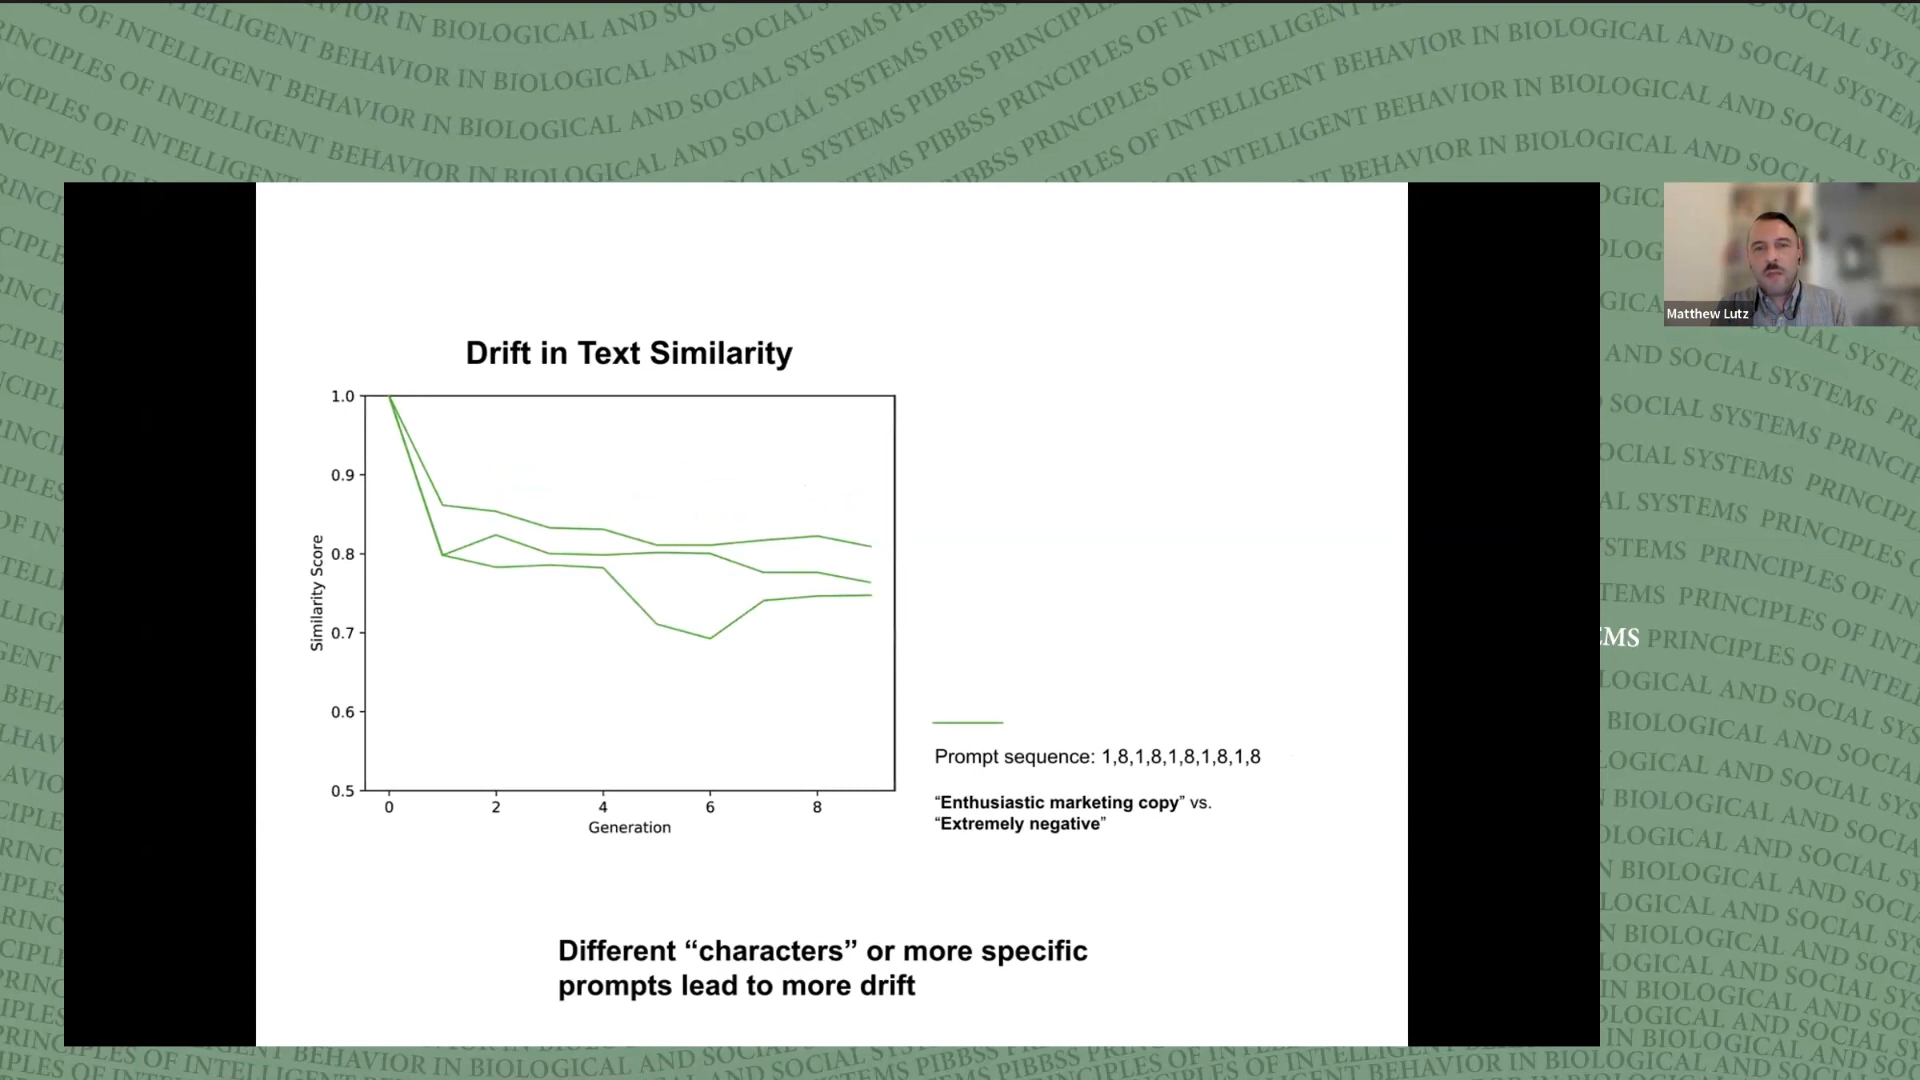 PRINCIPLES OF INTELLIGENT BEHAVIOR IN BIOLOGICAL AND SOCIAL SYSTEMS PIBBSS
Matthew Lutz
Drift in Text Similarity
1.0
0.9
0.8
0.7
0.6
0.5
Similarity Score
0 2 4 6 8
Generation
Prompt sequence: 1,8,1,8,1,8,1,8,1,8
“Enthusiastic marketing copy” vs.
“Extremely negative”
Different “characters” or more specific
prompts lead to more drift
EMS